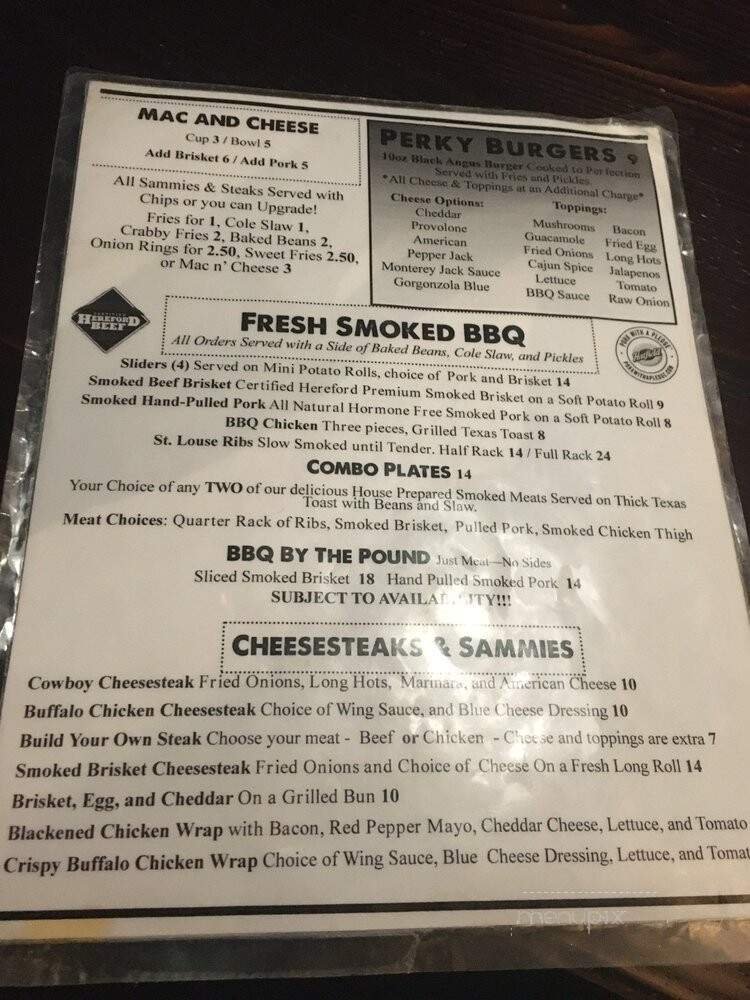 MAC AND CHEESE
Cup 3 / Bowl 5
Add Brisket 6 / Add Pork 5
All Sammies & Steaks Served with
Chips or you can Upgrade!
Fries for 1, Cole Slaw 1,
Crabby Fries 2, Baked Beans 2,
Onion Rings for 2.50, Sweet Fries 2.50,
or Mac n' Cheese 3
PERKY BURGERS 9
10oz Black Angus Burger Cooked to Perfection
Served with Fries and Pickles.
*All Cheese & Toppings at an Additional Charge*
Cheese Options:
Cheddar
Provolone
American
Pepper Jack
Monterey Jack Sauce
Gorgonzola Blue
Toppings:
Mushrooms Bacon
Guacamole Fried Egg
Fried Onions Long Hots
Cajun Spice Jalapenos
Lettuce Tomato
BBQ Sauce Raw Onion
HEREFORD
BEEF
FRESH SMOKED BBQ
All Orders Served with a Side of Baked Beans, Cole Slaw, and Pickles
PORK WITH A PLEDGE
Hatfield
PORKWITHAPLEDGE.COM
Sliders (4) Served on Mini Potato Rolls, choice of Pork and Brisket 14
Smoked Beef Brisket Certified Hereford Premium Smoked Brisket on a Soft Potato Roll 9
Smoked Hand-Pulled Pork All Natural Hormone Free Smoked Pork on a Soft Potato Roll 8
BBQ Chicken Three pieces, Grilled Texas Toast 8
St. Louse Ribs Slow Smoked until Tender. Half Rack 14 / Full Rack 24
COMBO PLATES 14
Your Choice of any TWO of our delicious House Prepared Smoked Meats Served on Thick Texas
Toast with Beans and Slaw.
Meat Choices: Quarter Rack of Ribs, Smoked Brisket, Pulled Pork, Smoked Chicken Thigh
BBQ BY THE POUND Just Meat—No Sides
Sliced Smoked Brisket 18 Hand Pulled Smoked Pork 14
SUBJECT TO AVAILABILITY!!!
CHEESESTEAKS & SAMMIES
Cowboy Cheesesteak Fried Onions, Long Hots, Marinara, and American Cheese 10
Buffalo Chicken Cheesesteak Choice of Wing Sauce, and Blue Cheese Dressing 10
Build Your Own Steak Choose your meat - Beef or Chicken - Cheese and toppings are extra 7
Smoked Brisket Cheesesteak Fried Onions and Choice of Cheese On a Fresh Long Roll 14
Brisket, Egg, and Cheddar On a Grilled Bun 10
Blackened Chicken Wrap with Bacon, Red Pepper Mayo, Cheddar Cheese, Lettuce, and Tomato
Crispy Buffalo Chicken Wrap Choice of Wing Sauce, Blue Cheese Dressing, Lettuce, and Tomat
menupix